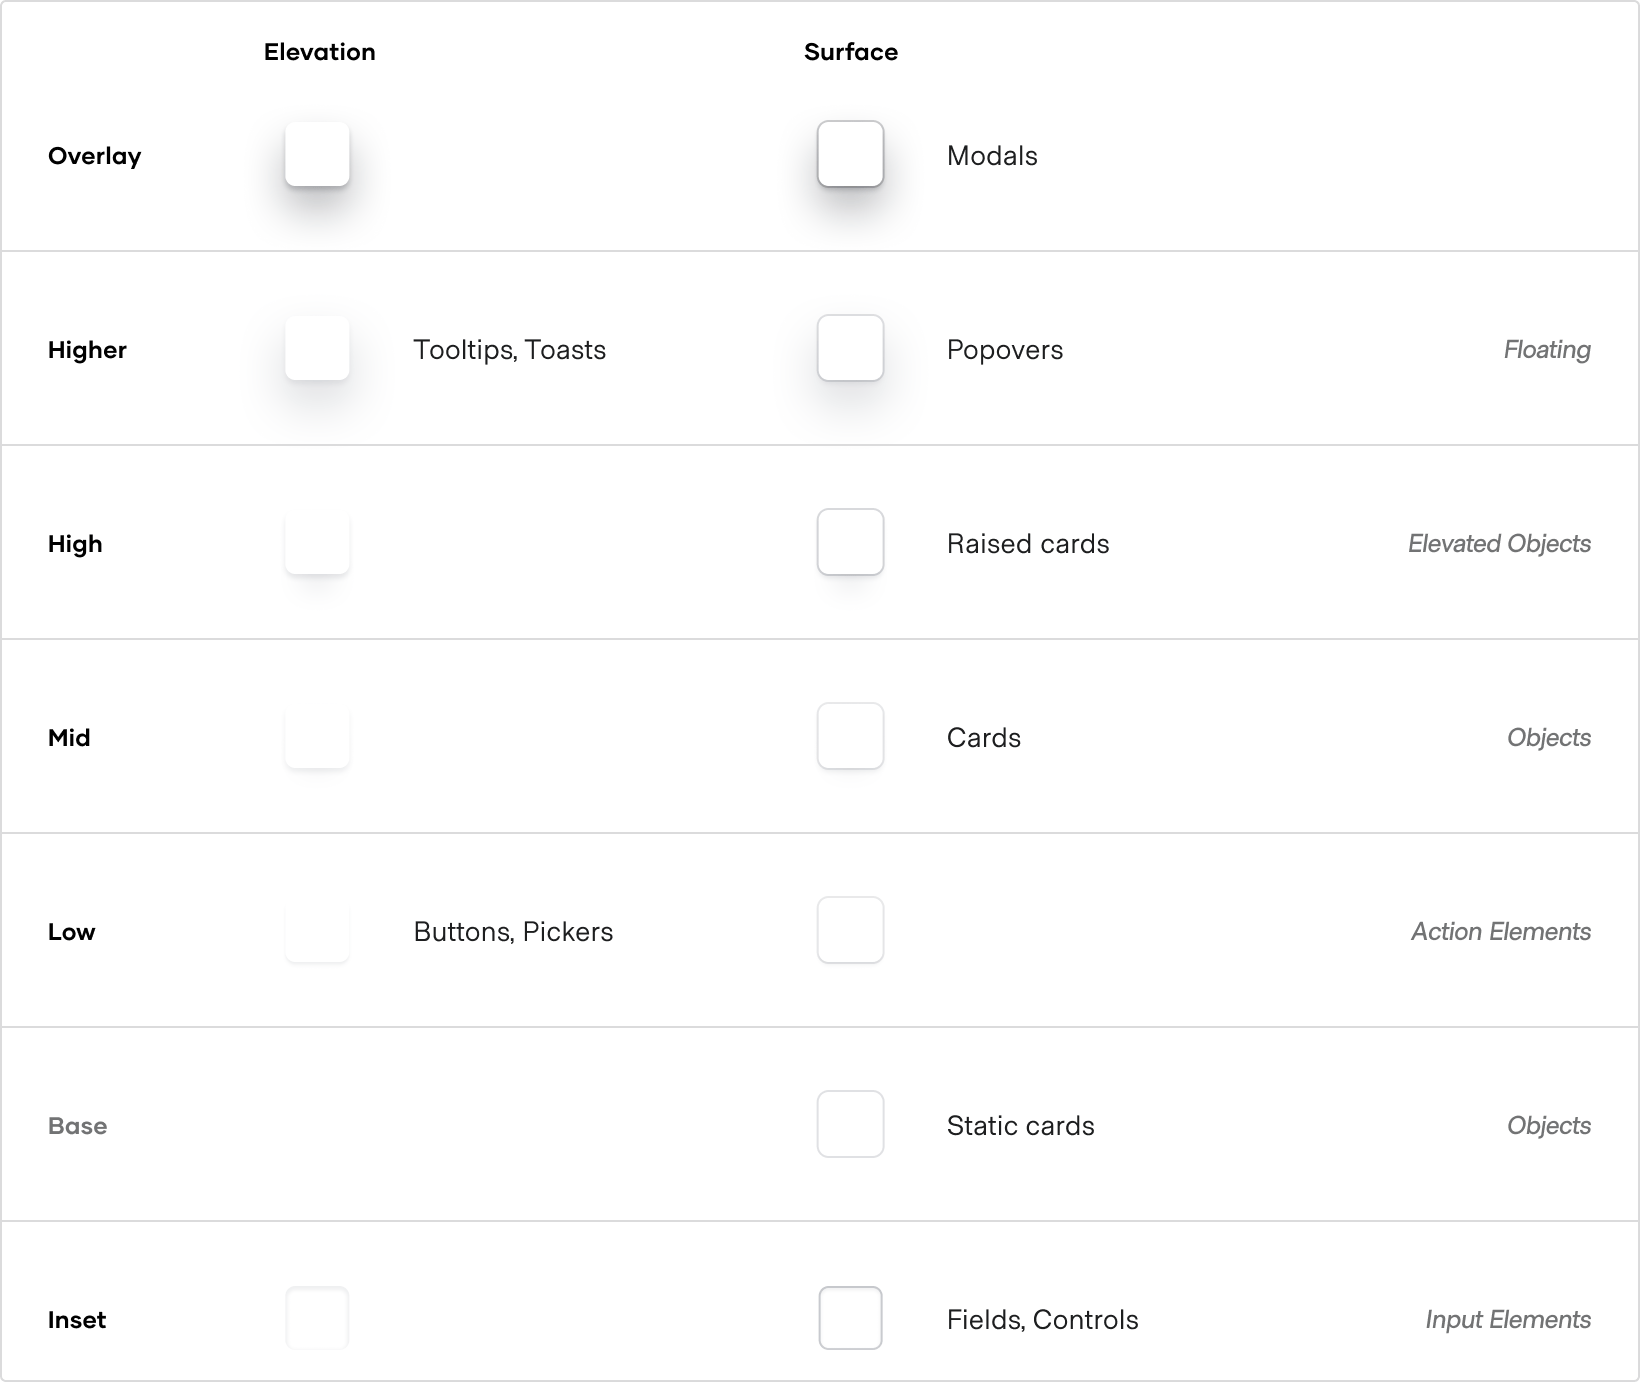 Elevation Surface
Overlay Modals
Higher Tooltips, Toasts Popovers Floating
High Raised cards Elevated Objects
Mid Cards Objects
Low Buttons, Pickers Action Elements
Base Static cards Objects
Inset Fields, Controls Input Elements